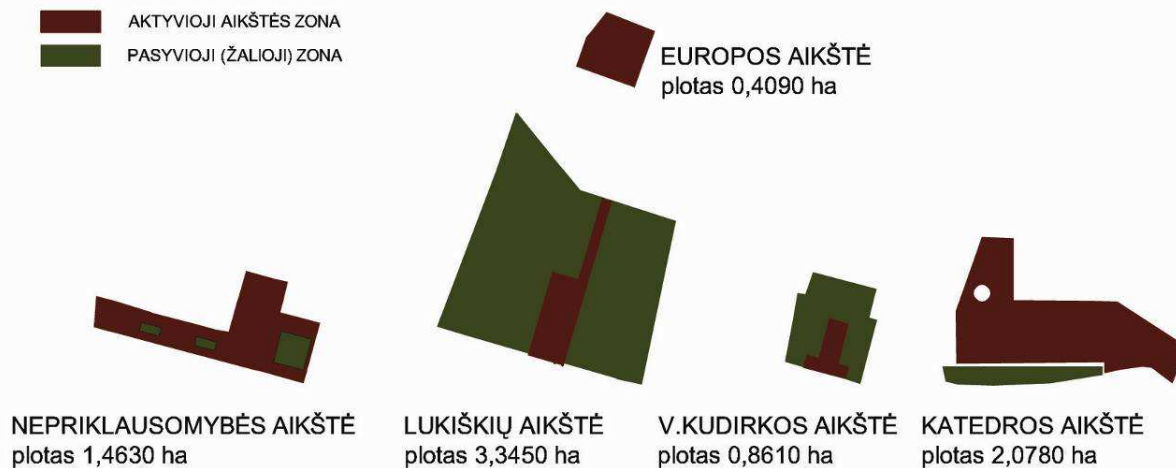 AKTYVIOJI AIKŠTĖS ZONA
PASYVIOJI (ŽALIOJI) ZONA
EUROPOS AIKŠTĖ
plotas 0,4090 ha
NEPRIKLAUSOMYBĖS AIKŠTĖ
plotas 1,4630 ha
LUKIŠKIŲ AIKŠTĖ
plotas 3,3450 ha
V.KUDIRKOS AIKŠTĖ
plotas 0,8610 ha
KATEDROS AIKŠTĖ
plotas 2,0780 ha